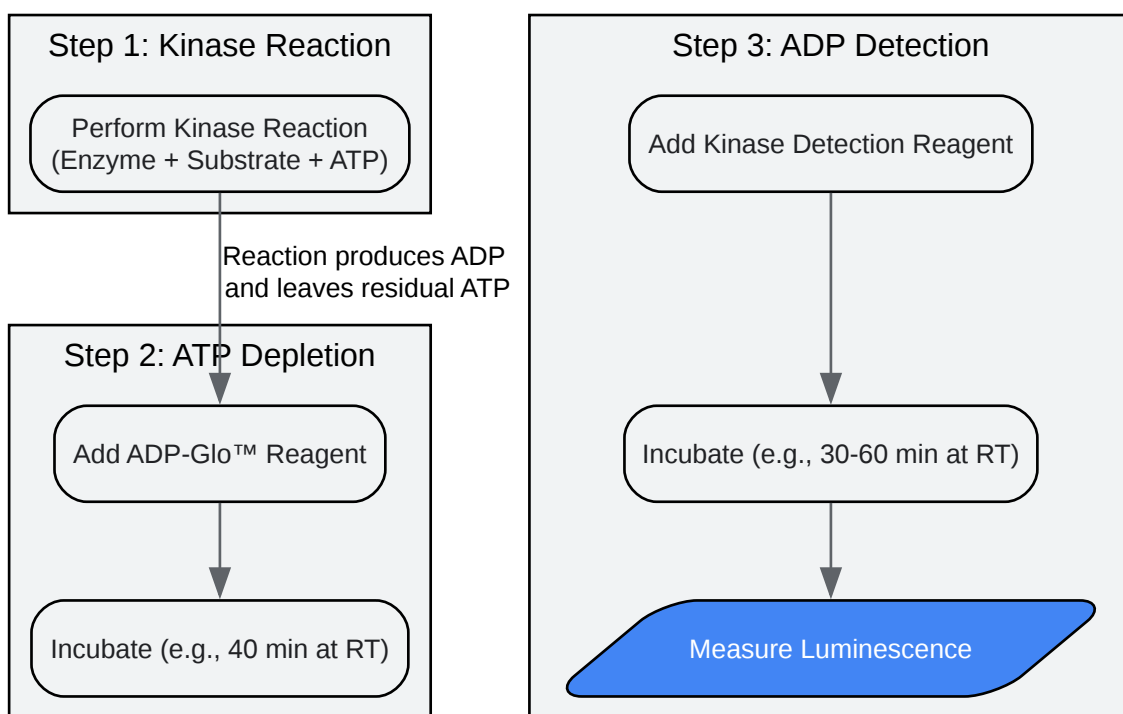 Step 1: Kinase Reaction
Perform Kinase Reaction
(Enzyme + Substrate + ATP)
Reaction produces ADP
and leaves residual ATP
Step 2: ATP Depletion
Add ADP-Glo™ Reagent
Incubate (e.g., 40 min at RT)
Step 3: ADP Detection
Add Kinase Detection Reagent
Incubate (e.g., 30-60 min at RT)
Measure Luminescence